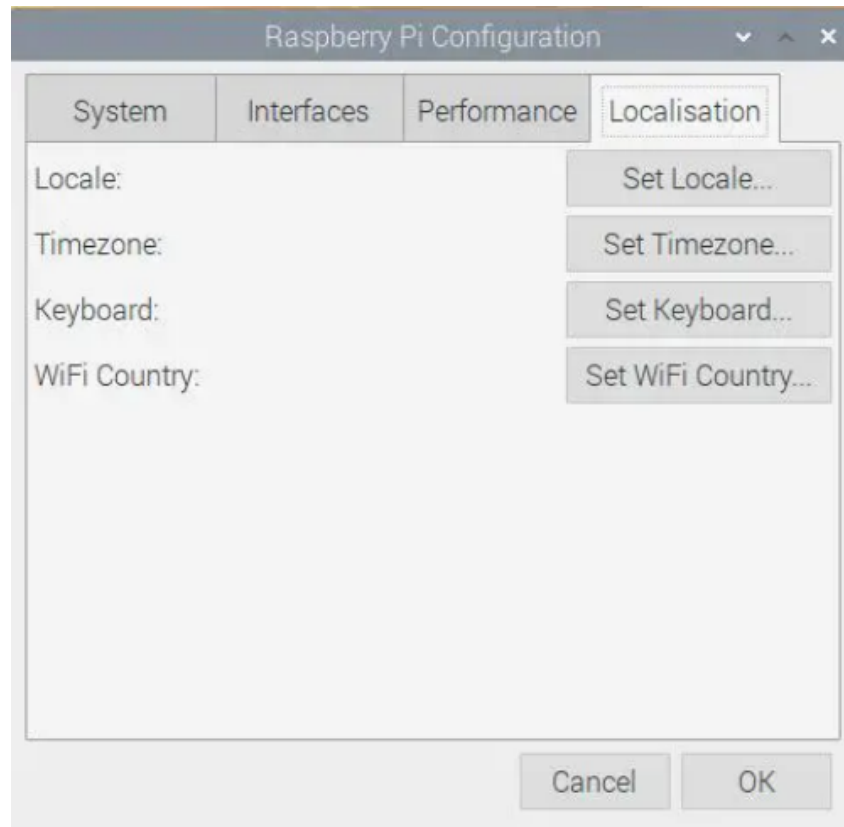 Raspberry Pi Configuration
System Interfaces Performance Localisation
Locale: Set Locale...
Timezone: Set Timezone...
Keyboard: Set Keyboard...
WiFi Country: Set WiFi Country...
Cancel OK